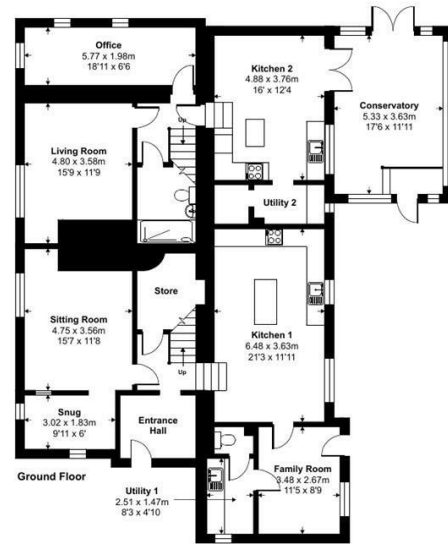 Office
5.77 x 1.98m
18'11 x 6'6
Kitchen 2
4.88 x 3.76m
16' x 12'4
Conservatory
5.33 x 3.63m
17'6 x 11'11
Up
Living Room
4.80 x 3.58m
15'9 x 11'9
Utility 2
Store
Kitchen 1
6.48 x 3.63m
21'3 x 11'11
Sitting Room
4.75 x 3.56m
15'7 x 11'8
Up
Snug
3.02 x 1.83m
9'11 x 6'
Entrance
Hall
Ground Floor
Utility 1
2.51 x 1.47m
8'3 x 4'10
Family Room
3.48 x 2.67m
11'5 x 8'9